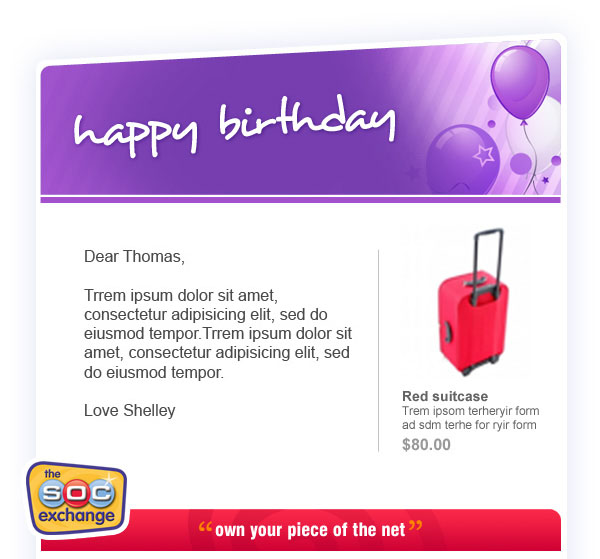 happy birthday
Dear Thomas,
Trrem ipsum dolor sit amet,
consectetur adipisicing elit, sed do
eiusmod tempor.Trrem ipsum dolor sit
amet, consectetur adipisicing elit, sed
do eiusmod tempor.
Love Shelley
Red suitcase
Trem ipsom terheryir form
ad sdm terhe for ryir form
$80.00
the
SOC
exchange
“own your piece of the net”